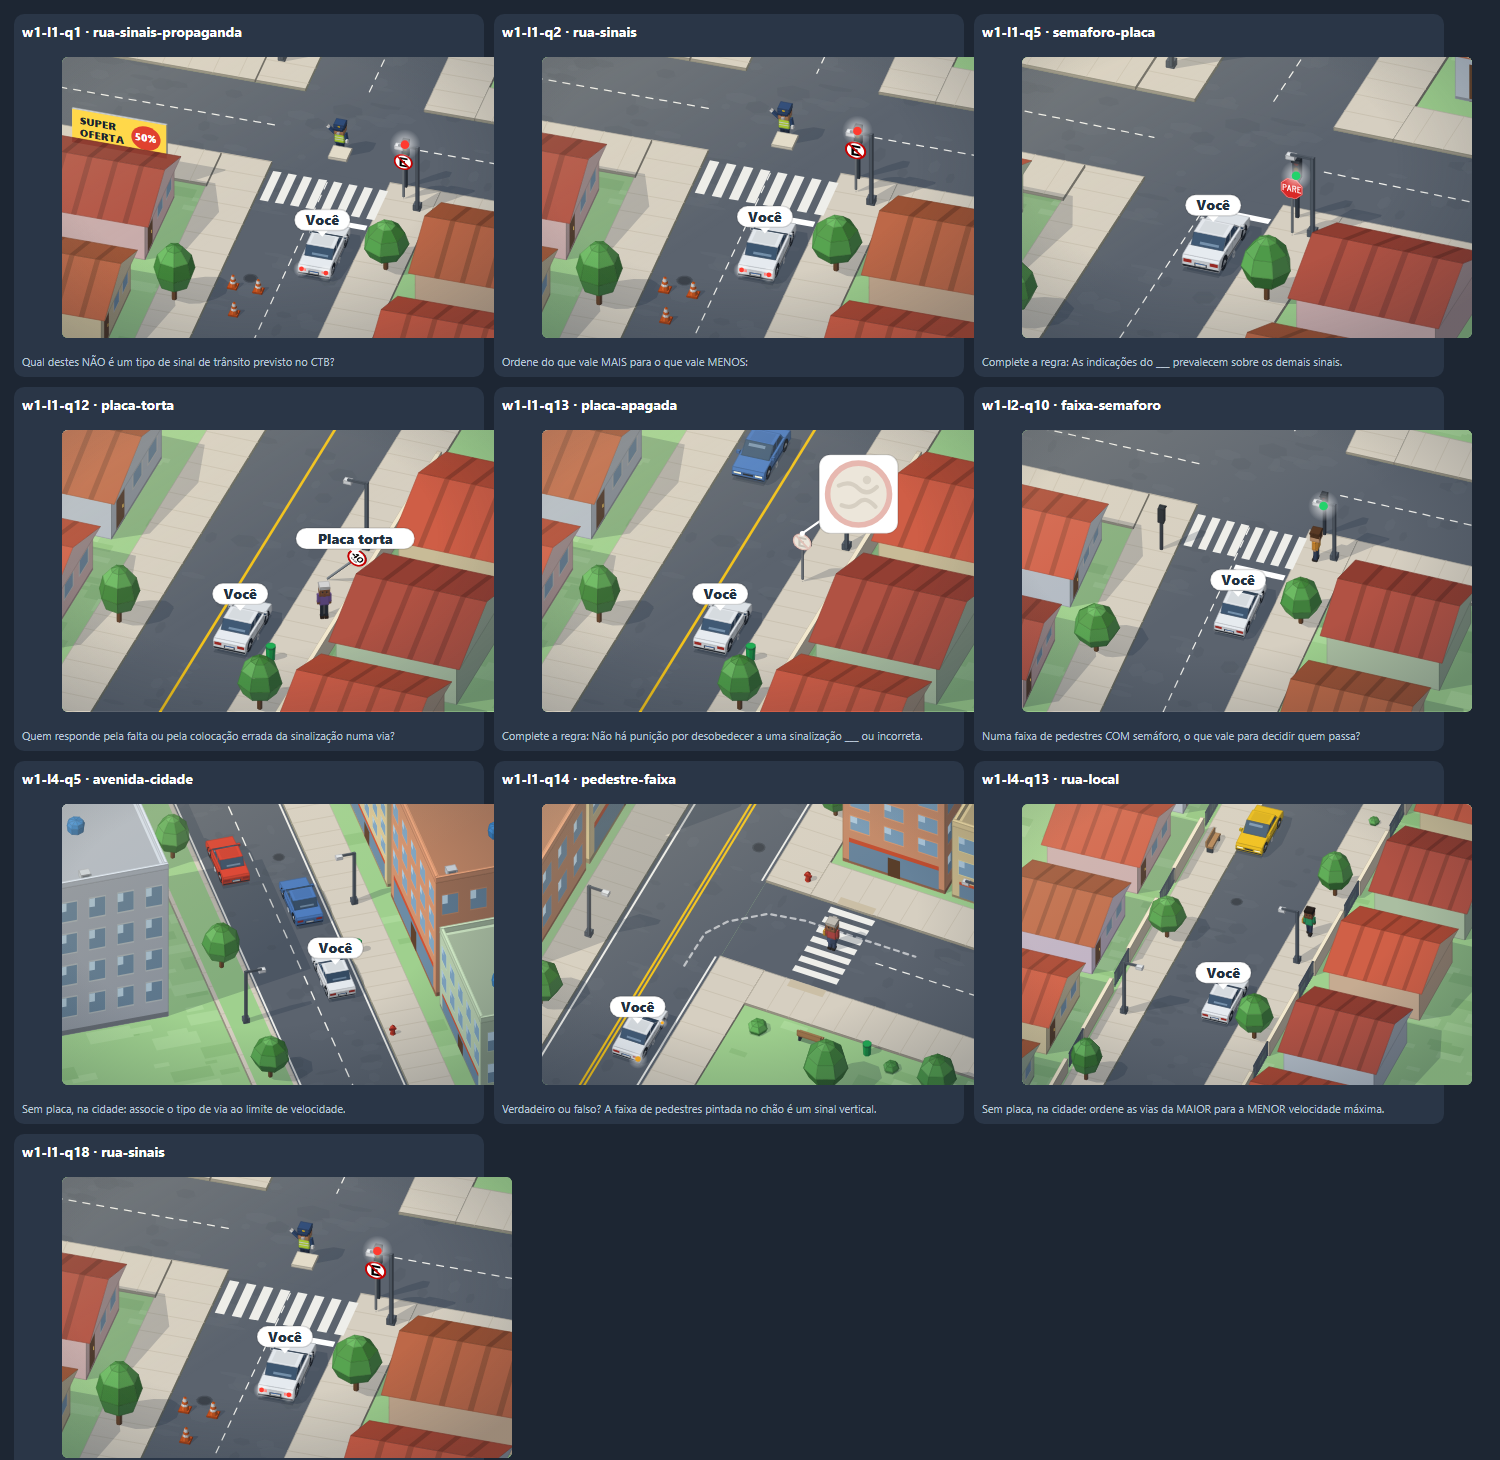 w1-l1-q1 · rua-sinais-propaganda
SUPER
OFERTA
50%
Você
Qual destes NÃO é um tipo de sinal de trânsito previsto no CTB?
w1-l1-q2 · rua-sinais
Você
Ordene do que vale MAIS para o que vale MENOS:
w1-l1-q5 · semaforo-placa
PARE
Você
Complete a regra: As indicações do ___ prevalecem sobre os demais sinais.
w1-l1-q12 · placa-torta
Placa torta
40
Você
Quem responde pela falta ou pela colocação errada da sinalização numa via?
w1-l1-q13 · placa-apagada
Você
Complete a regra: Não há punição por desobedecer a uma sinalização ___ ou incorreta.
w1-l2-q10 · faixa-semaforo
Você
Numa faixa de pedestres COM semáforo, o que vale para decidir quem passa?
w1-l4-q5 · avenida-cidade
Você
Sem placa, na cidade: associe o tipo de via ao limite de velocidade.
w1-l1-q14 · pedestre-faixa
Você
Verdadeiro ou falso? A faixa de pedestres pintada no chão é um sinal vertical.
w1-l4-q13 · rua-local
Você
Sem placa, na cidade: ordene as vias da MAIOR para a MENOR velocidade máxima.
w1-l1-q18 · rua-sinais
E
Você